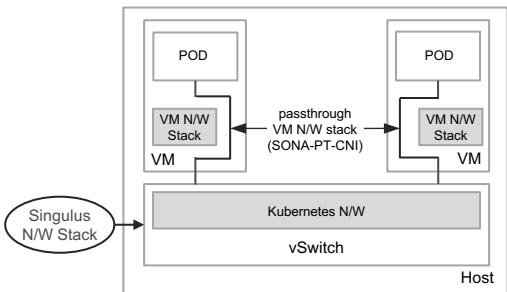 POD
VM N/W
Stack
VM
passthrough
VM N/W stack
(SONA-PT-CNI)
POD
VM N/W
Stack
VM
Singulus
N/W Stack
Kubernetes N/W
vSwitch
Host